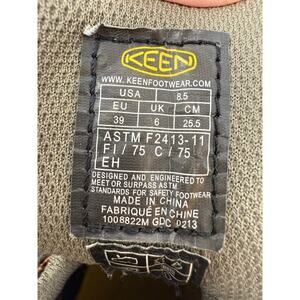 KEEN
WWW.KEENFOOTWEAR.COM
USA 8.5
EU UK CM
39 6 25.5
ASTM F2413-11
FI/75 C/75
EH
DESIGNED AND ENGINEERED TO
MEET OR SURPASS ASTM
STANDARDS FOR SAFETY FOOTWEAR
MADE IN CHINA
FABRIQUÉ EN CHINE
1008822M GDC 0213